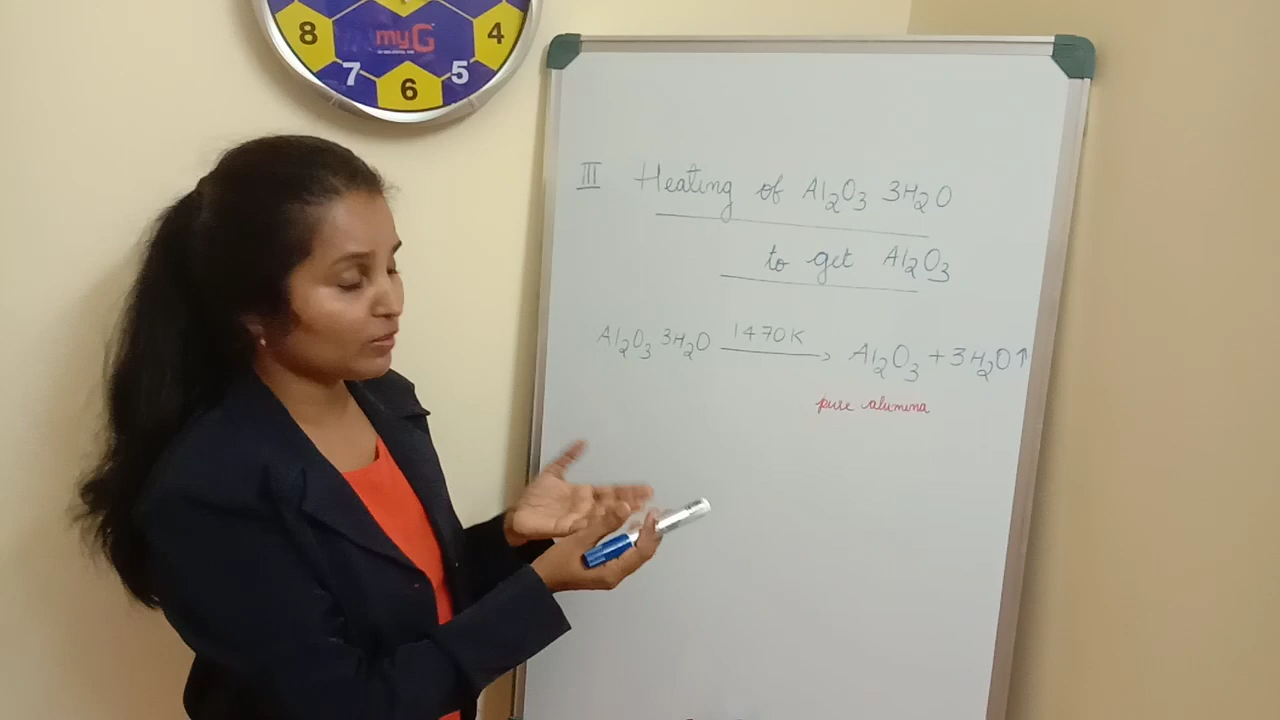 8
myG
4
7
5
6
III Heating of Al₂O₃ 3H₂O
to get Al₂O₃
Al₂O₃ 3H₂O 1470K → Al₂O₃ + 3H₂O ↑
pure alumina